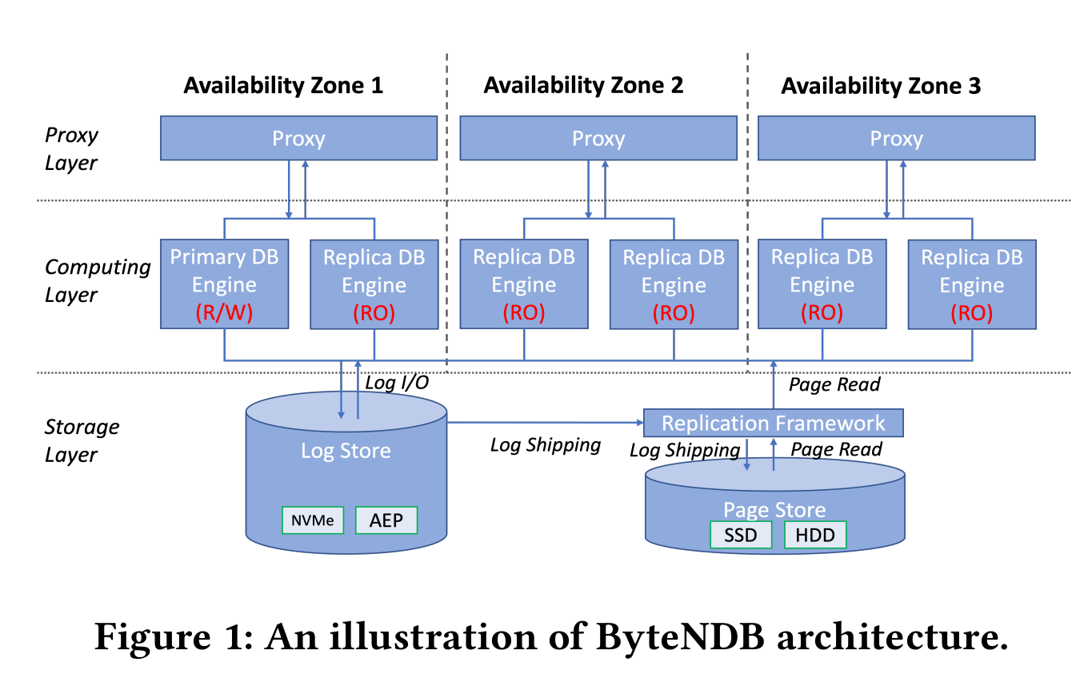 Availability Zone 1
Availability Zone 2
Availability Zone 3
Proxy
Layer
Proxy
Proxy
Proxy
Computing
Layer
Primary DB
Engine
(R/W)
Replica DB
Engine
(RO)
Replica DB
Engine
(RO)
Replica DB
Engine
(RO)
Replica DB
Engine
(RO)
Replica DB
Engine
(RO)
Storage
Layer
Log I/O
Page Read
Log Store
NVMe
AEP
Log Shipping
Replication Framework
Log Shipping
Page Read
Page Store
SSD
HDD
Figure 1: An illustration of ByteNDB architecture.